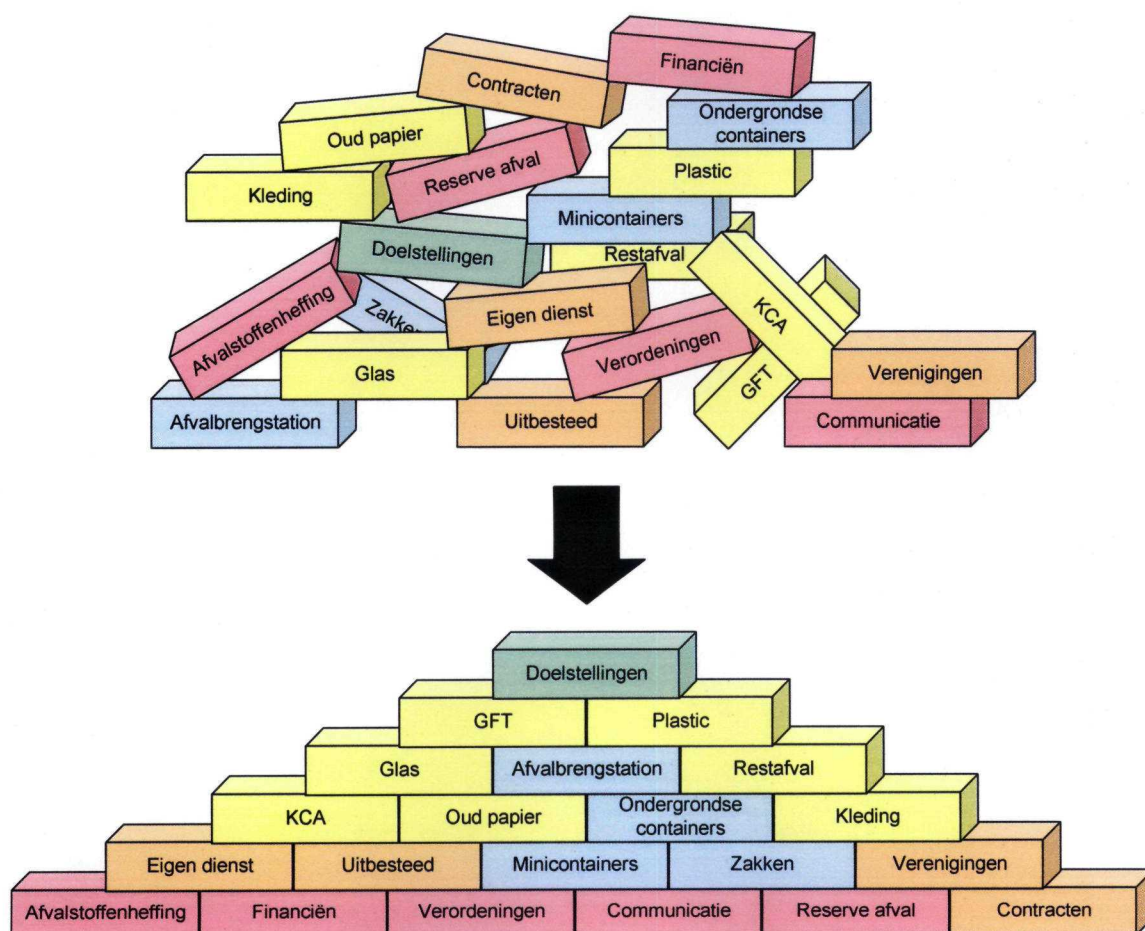 Financiën
Contracten
Ondergrondse
containers
Oud papier
Reserve afval
Plastic
Kleding
Minicontainers
Doelstellingen
Restafval
Afvalstoffenheffing
Zakken
Eigen dienst
KCA
Verordeningen
Glas
GFT
Verenigingen
Afvalbrengstation
Uitbesteed
Communicatie
Doelstellingen
GFT Plastic
Glas Afvalbrengstation Restafval
KCA Oud papier Ondergrondse
containers Kleding
Eigen dienst Uitbesteed Minicontainers Zakken Verenigingen
Afvalstoffenheffing Financiën Verordeningen Communicatie Reserve afval Contracten